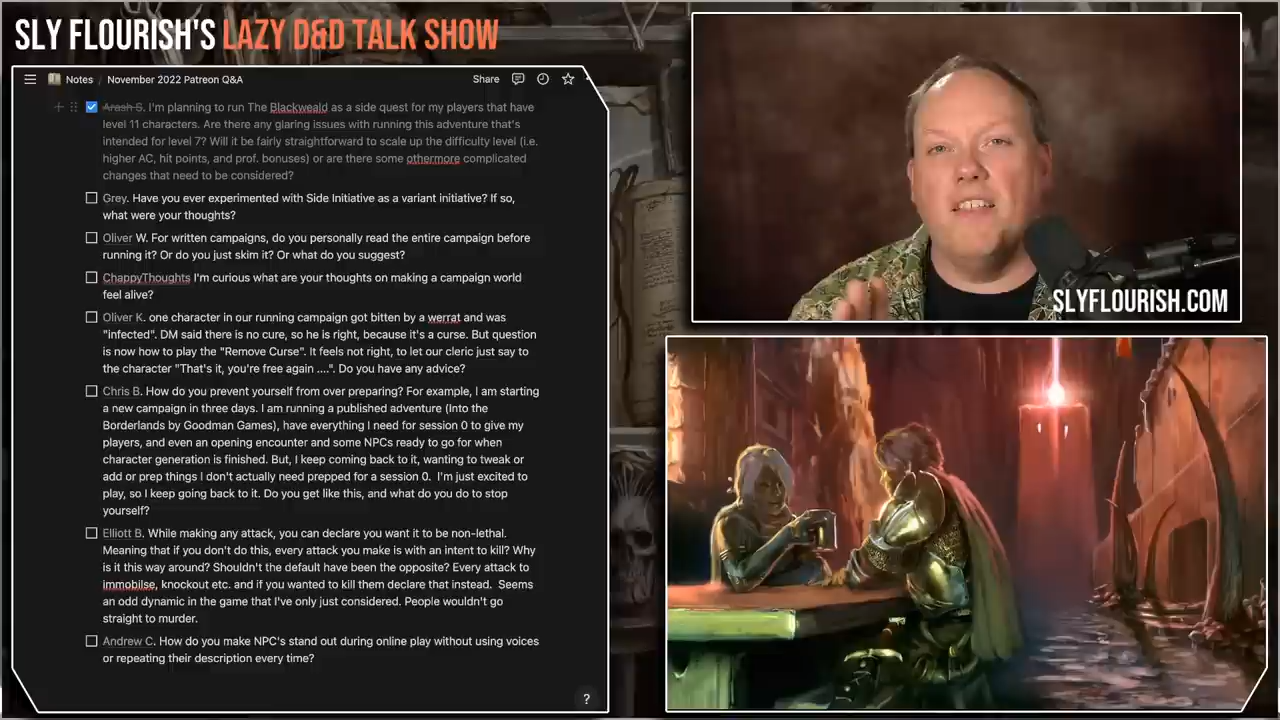 SLY FLOURISH'S LAZY D&D TALK SHOW
Notes / November 2022 Patreon Q&A
Share
Arash S. I'm planning to run The Blackweald as a side quest for my players that have
level 11 characters. Are there any glaring issues with running this adventure that's
intended for level 7? Will it be fairly straightforward to scale up the difficulty level (i.e.
higher AC, hit points, and prof. bonuses) or are there some othermore complicated
changes that need to be considered?
Grey. Have you ever experimented with Side Initiative as a variant initiative? If so,
what were your thoughts?
Oliver W. For written campaigns, do you personally read the entire campaign before
running it? Or do you just skim it? Or what do you suggest?
ChappyThoughts I'm curious what are your thoughts on making a campaign world
feel alive?
Oliver K. one character in our running campaign got bitten by a werrat and was
"infected". DM said there is no cure, so he is right, because it's a curse. But question
is now how to play the "Remove Curse". It feels not right, to let our cleric just say to
the character "That's it, you're free again ....". Do you have any advice?
Chris B. How do you prevent yourself from over preparing? For example, I am starting
a new campaign in three days. I am running a published adventure (Into the
Borderlands by Goodman Games), have everything I need for session 0 to give my
players, and even an opening encounter and some NPCs ready to go for when
character generation is finished. But, I keep coming back to it, wanting to tweak or
add or prep things I don't actually need prepped for a session 0. I'm just excited to
play, so I keep going back to it. Do you get like this, and what do you do to stop
yourself?
Elliott B. While making any attack, you can declare you want it to be non-lethal.
Meaning that if you don't do this, every attack you make is with an intent to kill? Why
is it this way around? Shouldn't the default have been the opposite? Every attack to
immobilse, knockout etc. and if you wanted to kill them declare that instead. Seems
an odd dynamic in the game that I've only just considered. People wouldn't go
straight to murder.
Andrew C. How do you make NPC's stand out during online play without using voices
or repeating their description every time?
?
SLYFLOURISH.COM